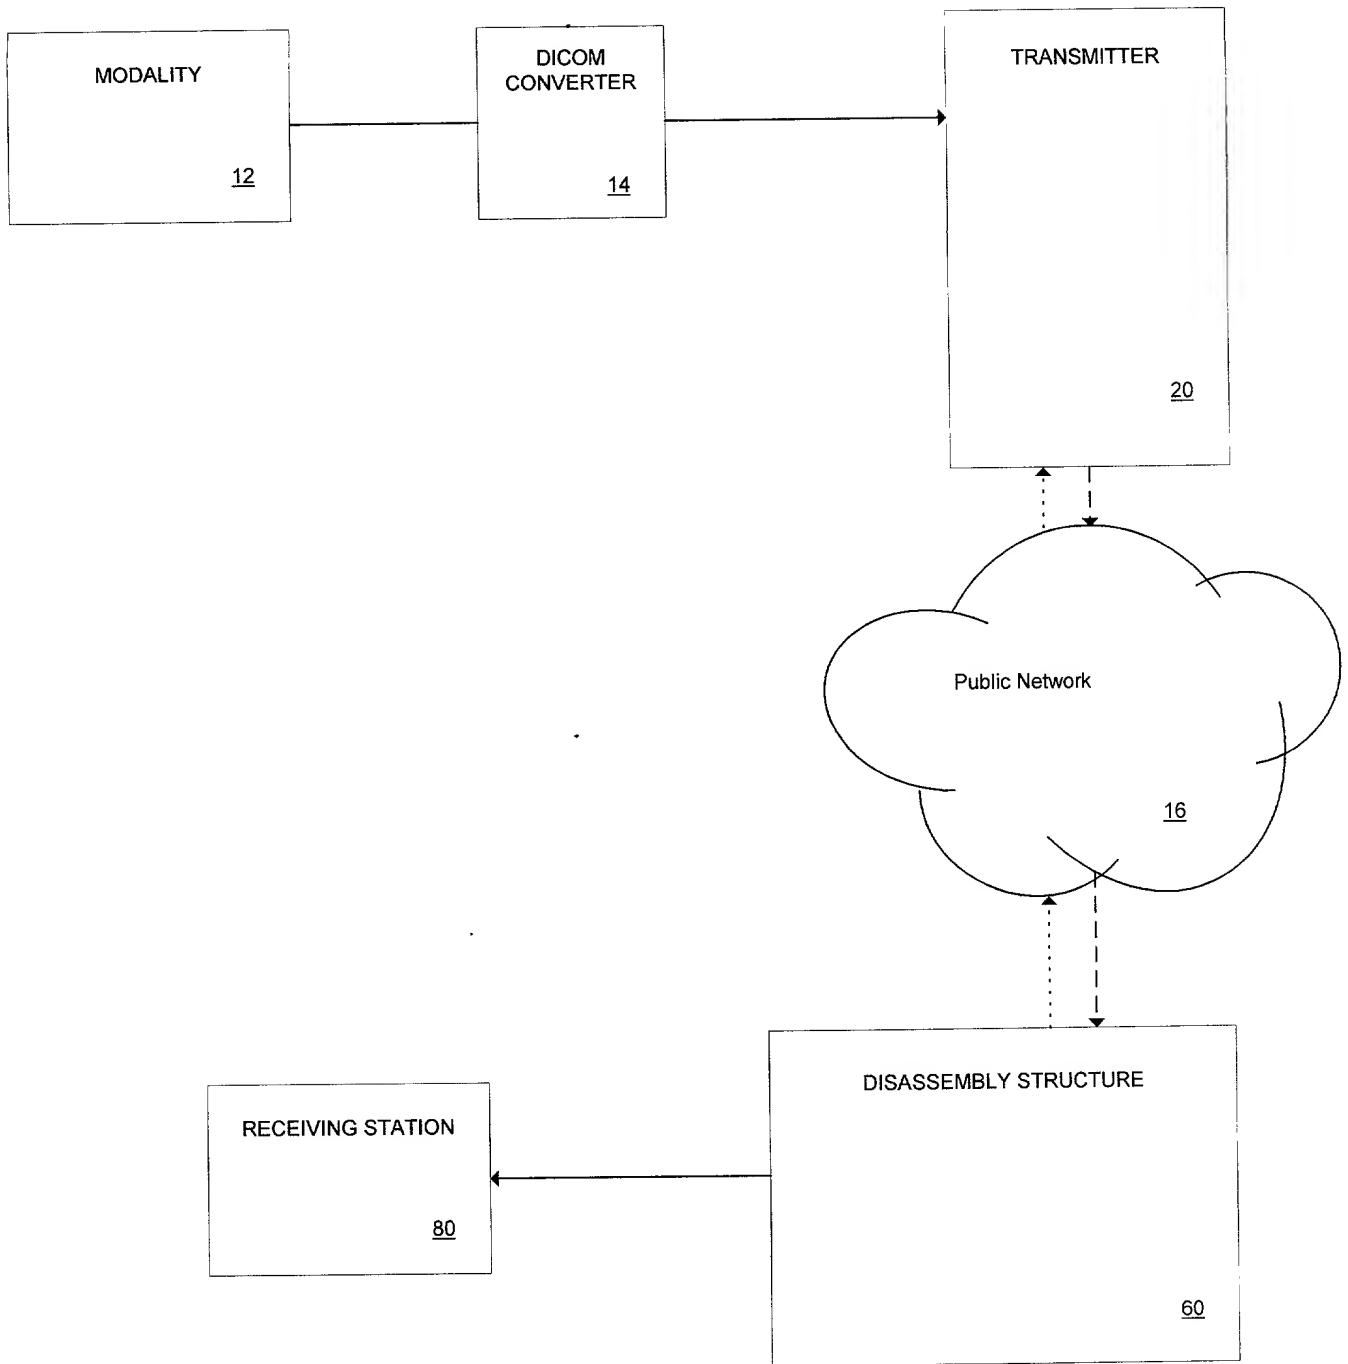 MODALITY
12
DICOM
CONVERTER
14
TRANSMITTER
20
Public Network
16
DISASSEMBLY STRUCTURE
60
RECEIVING STATION
80